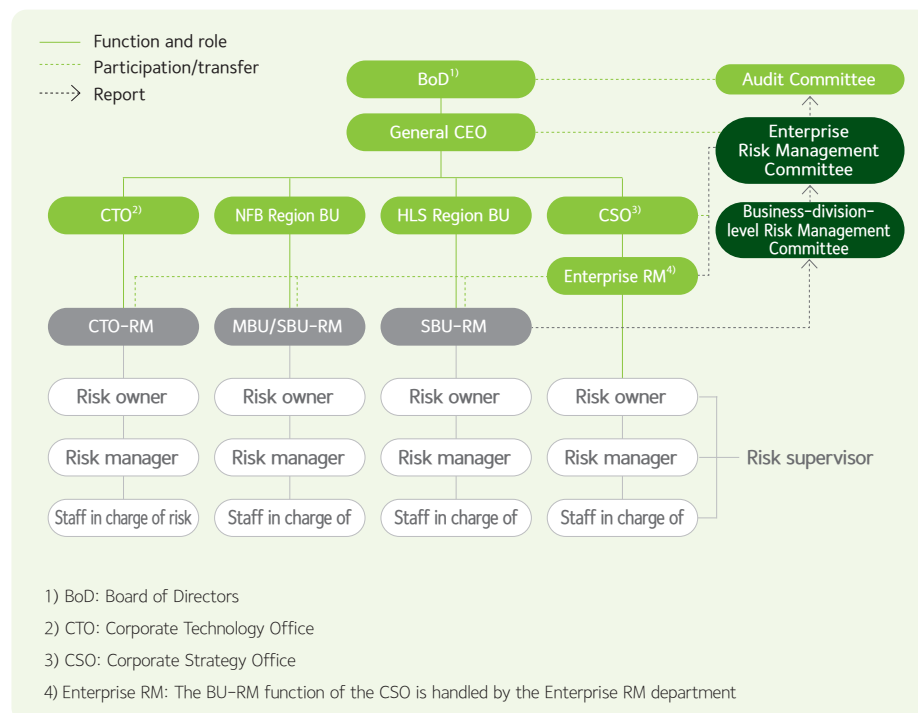 Function and role
Participation/transfer
Report
BoD1)
Audit Committee
General CEO
Enterprise
Risk Management
Committee
CTO2)
NFB Region BU
HLS Region BU
CSO3)
Business-division-
level Risk Management
Committee
Enterprise RM4)
CTO-RM
MBU/SBU-RM
SBU-RM
Risk owner
Risk owner
Risk owner
Risk owner
Risk manager
Risk manager
Risk manager
Risk manager
Risk supervisor
Staff in charge of risk
Staff in charge of
Staff in charge of
Staff in charge of
1) BoD: Board of Directors
2) CTO: Corporate Technology Office
3) CSO: Corporate Strategy Office
4) Enterprise RM: The BU-RM function of the CSO is handled by the Enterprise RM department